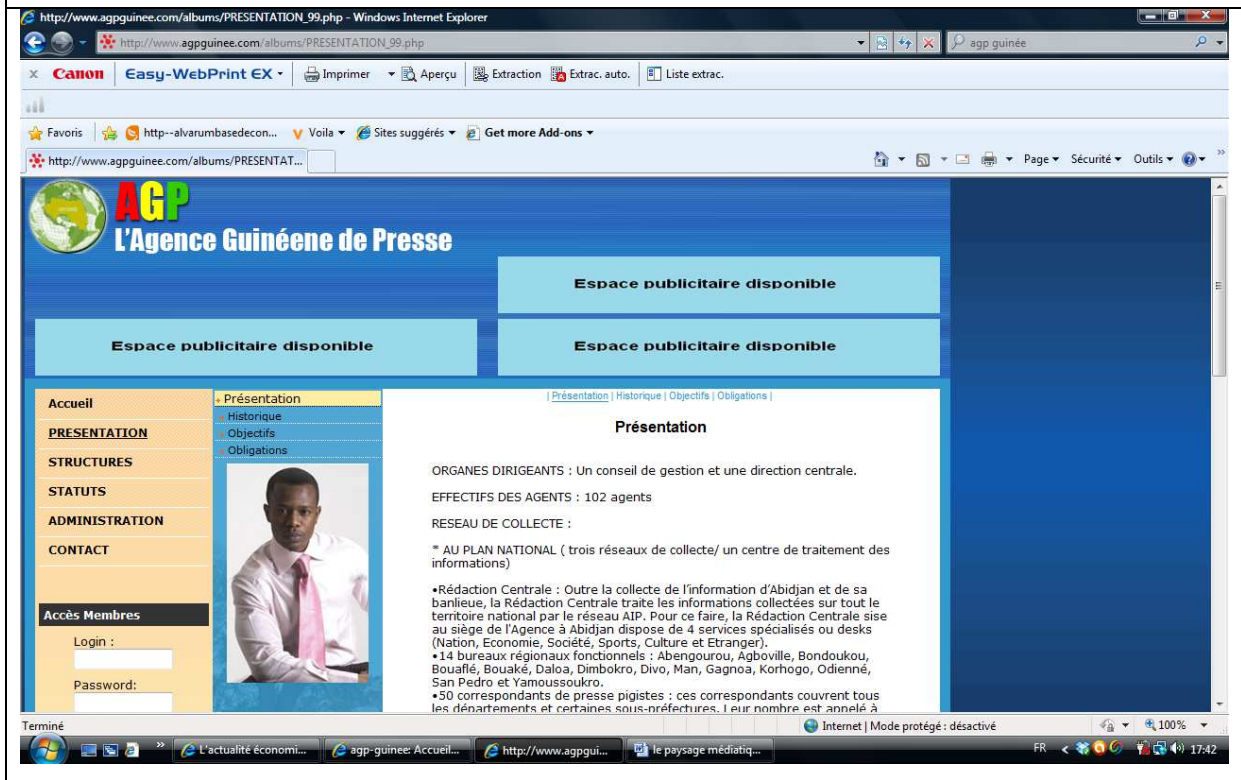 http://www.agpguinee.com/albums/PRESENTATION_99.php - Windows Internet Explorer
http://www.agpguinee.com/albums/PRESENTATION_99.php
agp guinée
x Canon Easy-WebPrint EX Imprimer Aperçu Extraction Extrac. auto. Liste extrac.
Favoris http--alvarumbasedecon... Voila Sites suggérés Get more Add-ons
http://www.agpguinee.com/albums/PRESENTAT...
Page Sécurité Outils
AGP
L'Agence Guinéene de Presse
Espace publicitaire disponible
Espace publicitaire disponible
Espace publicitaire disponible
Accueil
PRESENTATION
STRUCTURES
STATUTS
ADMINISTRATION
CONTACT
Accès Membres
Login :
Password:
Présentation
Historique
Objectifs
Obligations
| Présentation | Historique | Objectifs | Obligations |
Présentation
ORGANES DIRIGEANTS : Un conseil de gestion et une direction centrale.
EFFECTIFS DES AGENTS : 102 agents
RESEAU DE COLLECTE :
* AU PLAN NATIONAL ( trois réseaux de collecte/ un centre de traitement des
informations)
•Rédaction Centrale : Outre la collecte de l'information d'Abidjan et de sa
banlieue, la Rédaction Centrale traite les informations collectées sur tout le
territoire national par le réseau AIP. Pour ce faire, la Rédaction Centrale sise
au siège de l'Agence à Abidjan dispose de 4 services spécialisés ou desks
(Nation, Economie, Société, Sports, Culture et Etranger).
•14 bureaux régionaux fonctionnels : Abengourou, Agboville, Bondoukou,
Bouaflé, Bouaké, Daloa, Dimbokro, Divo, Man, Gagnoa, Korhogo, Odienné,
San Pedro et Yamoussoukro.
•50 correspondants de presse pigistes : ces correspondants couvrent tous
les départements et certaines sous-préfectures. Leur nombre est appelé à
Terminé
Internet | Mode protégé : désactivé
100%
L'actualité économi...
agp-guinee: Accueil...
http://www.agpgui...
le paysage médiatiq...
FR
17:42